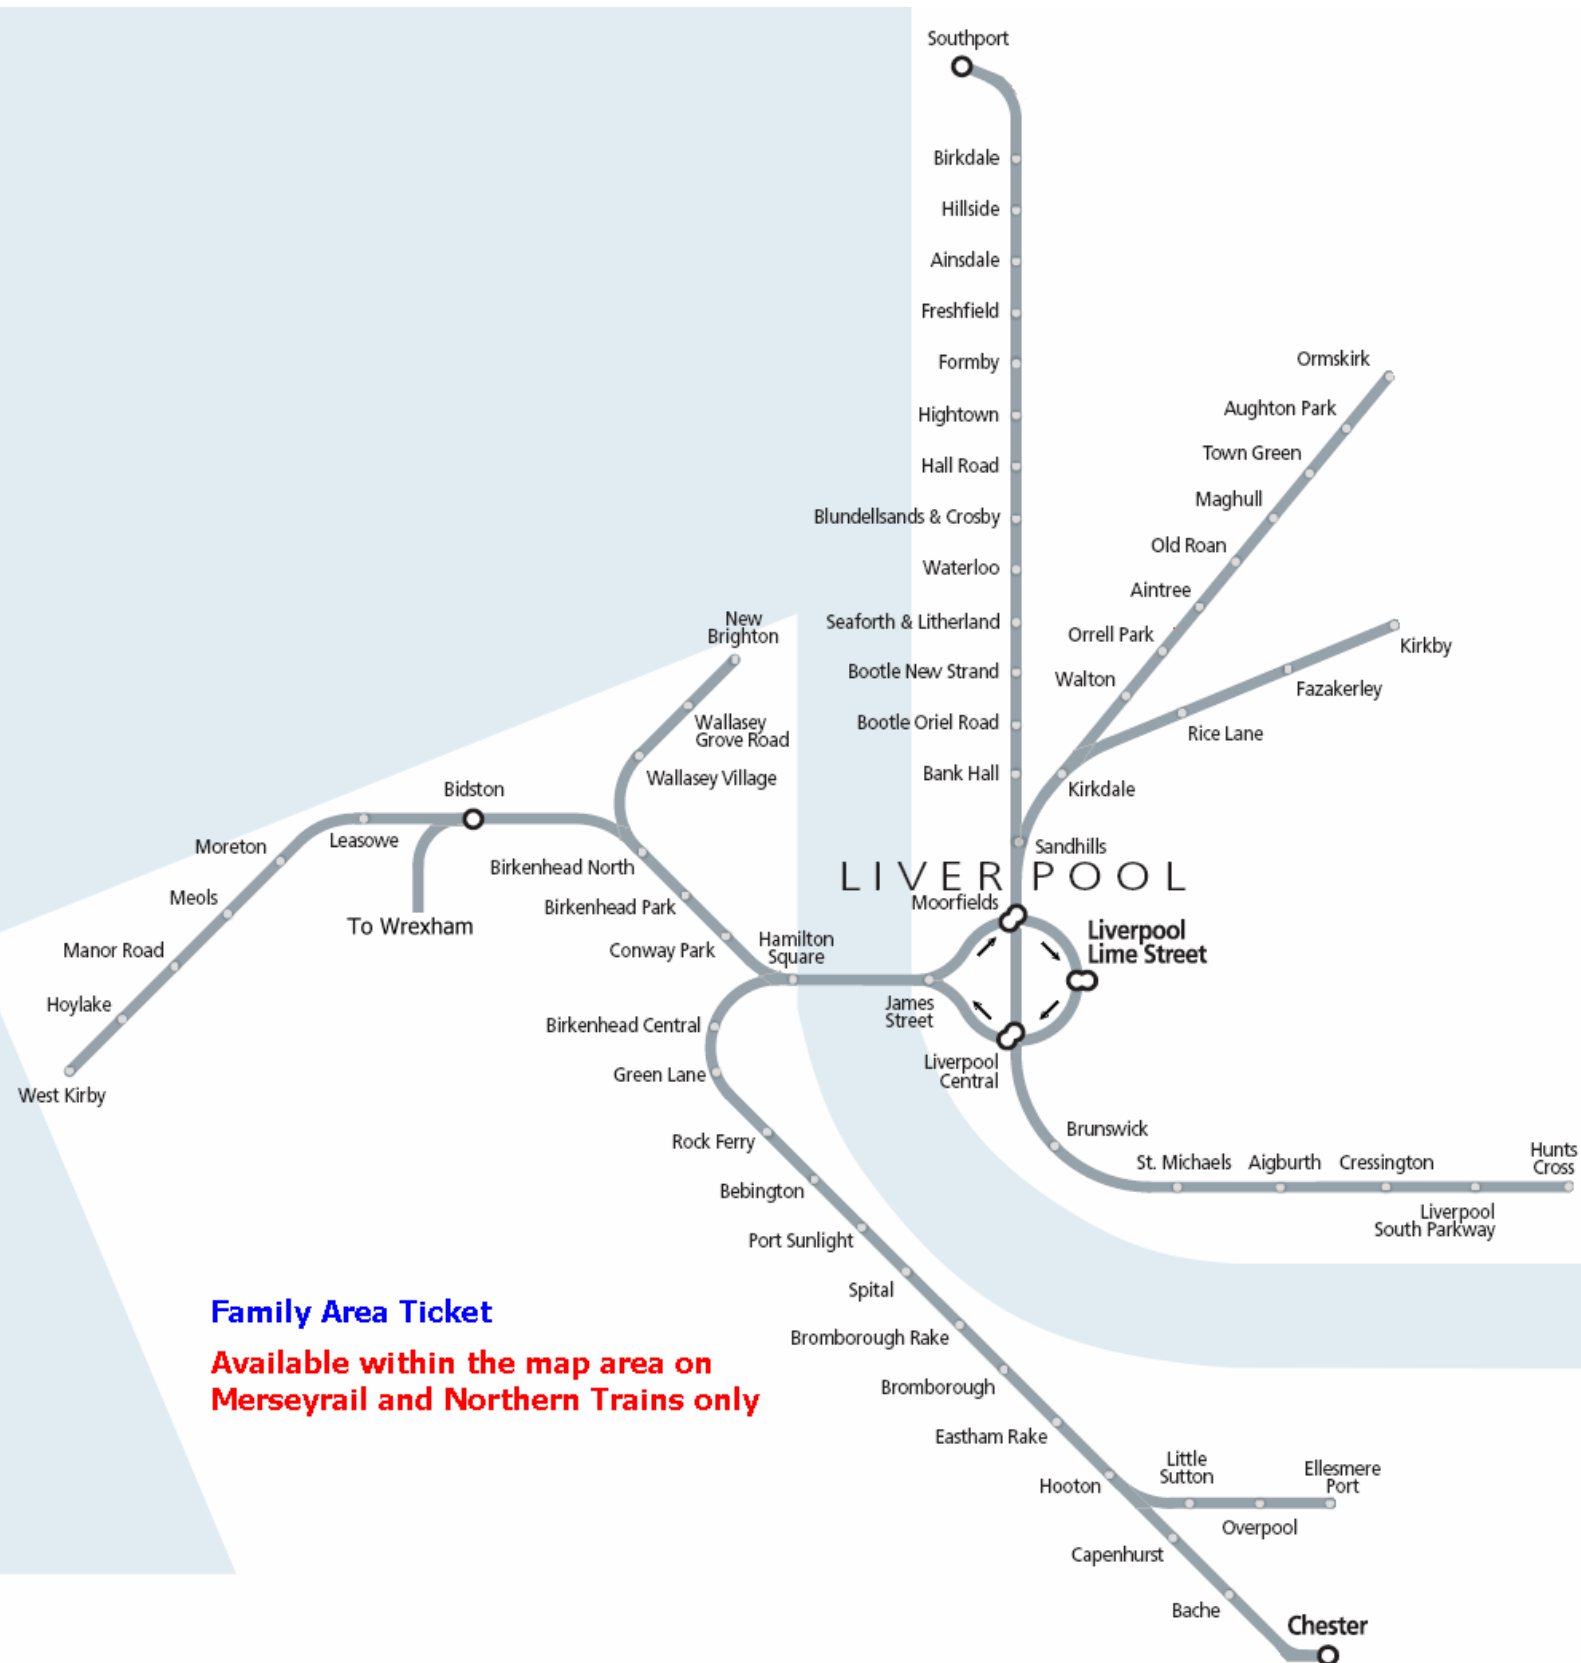 Southport
Birkdale
Hillside
Ainsdale
Freshfield
Formby
Hightown
Hall Road
Blundellsands & Crosby
Waterloo
Seaforth & Litherland
Bootle New Strand
Bootle Oriel Road
Bank Hall
Ormskirk
Aughton Park
Town Green
Maghull
Old Roan
Aintree
Orrell Park
Walton
Kirkby
Fazakerley
Rice Lane
Kirkdale
Sandhills
LIVERPOOL
Moorfields
Liverpool
Lime Street
New
Brighton
Wallasey
Grove Road
Wallasey Village
Bidston
Leasowe
Moreton
Meols
Manor Road
Hoylake
West Kirby
To Wrexham
Birkenhead North
Birkenhead Park
Conway Park
Hamilton
Square
James
Street
Liverpool
Central
Birkenhead Central
Green Lane
Rock Ferry
Bebington
Port Sunlight
Spital
Bromborough Rake
Bromborough
Eastham Rake
Hooton
Little
Sutton
Overpool
Ellesmere
Port
Capenhurst
Bache
Chester
Brunswick
St. Michaels
Aigburth
Cressington
Liverpool
South Parkway
Hunts
Cross
Family Area Ticket
Available within the map area on
Merseyrail and Northern Trains only